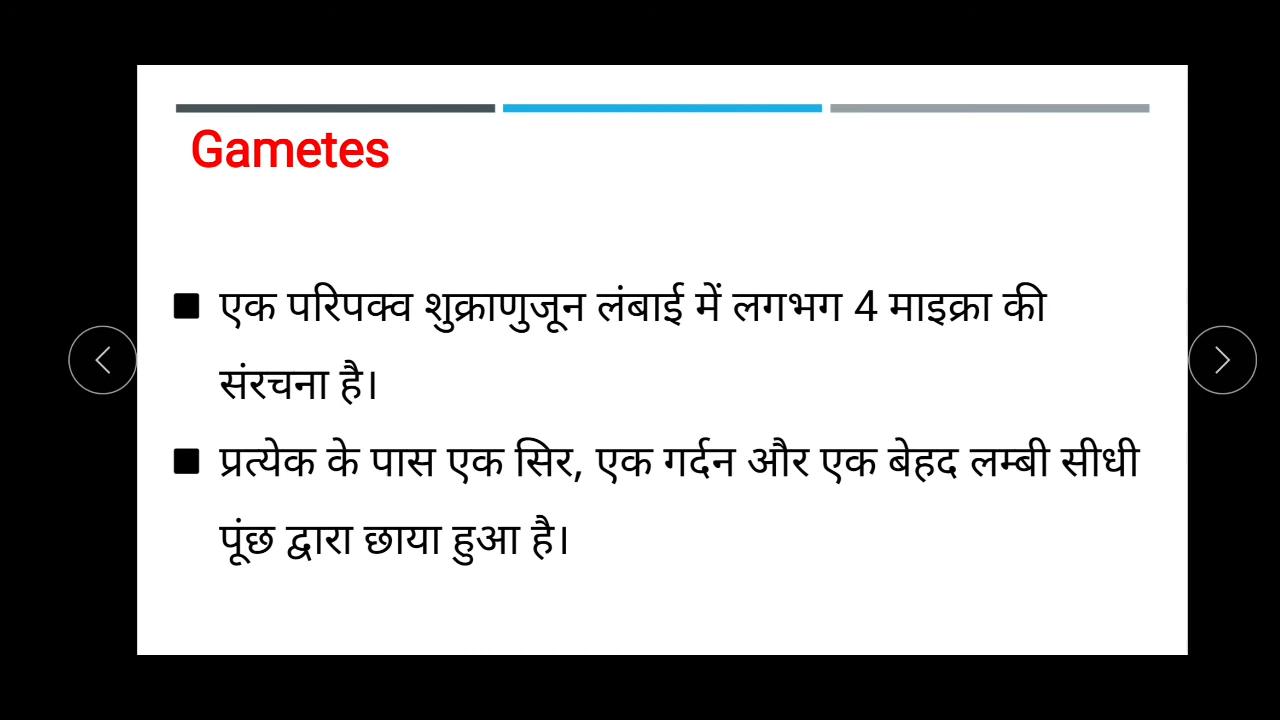 Gametes
एक परिपक्व शुक्राणुजून लंबाई में लगभग 4 माइक्रा की
संरचना है।
प्रत्येक के पास एक सिर, एक गर्दन और एक बेहद लम्बी सीधी
पूंछ द्वारा छाया हुआ है।